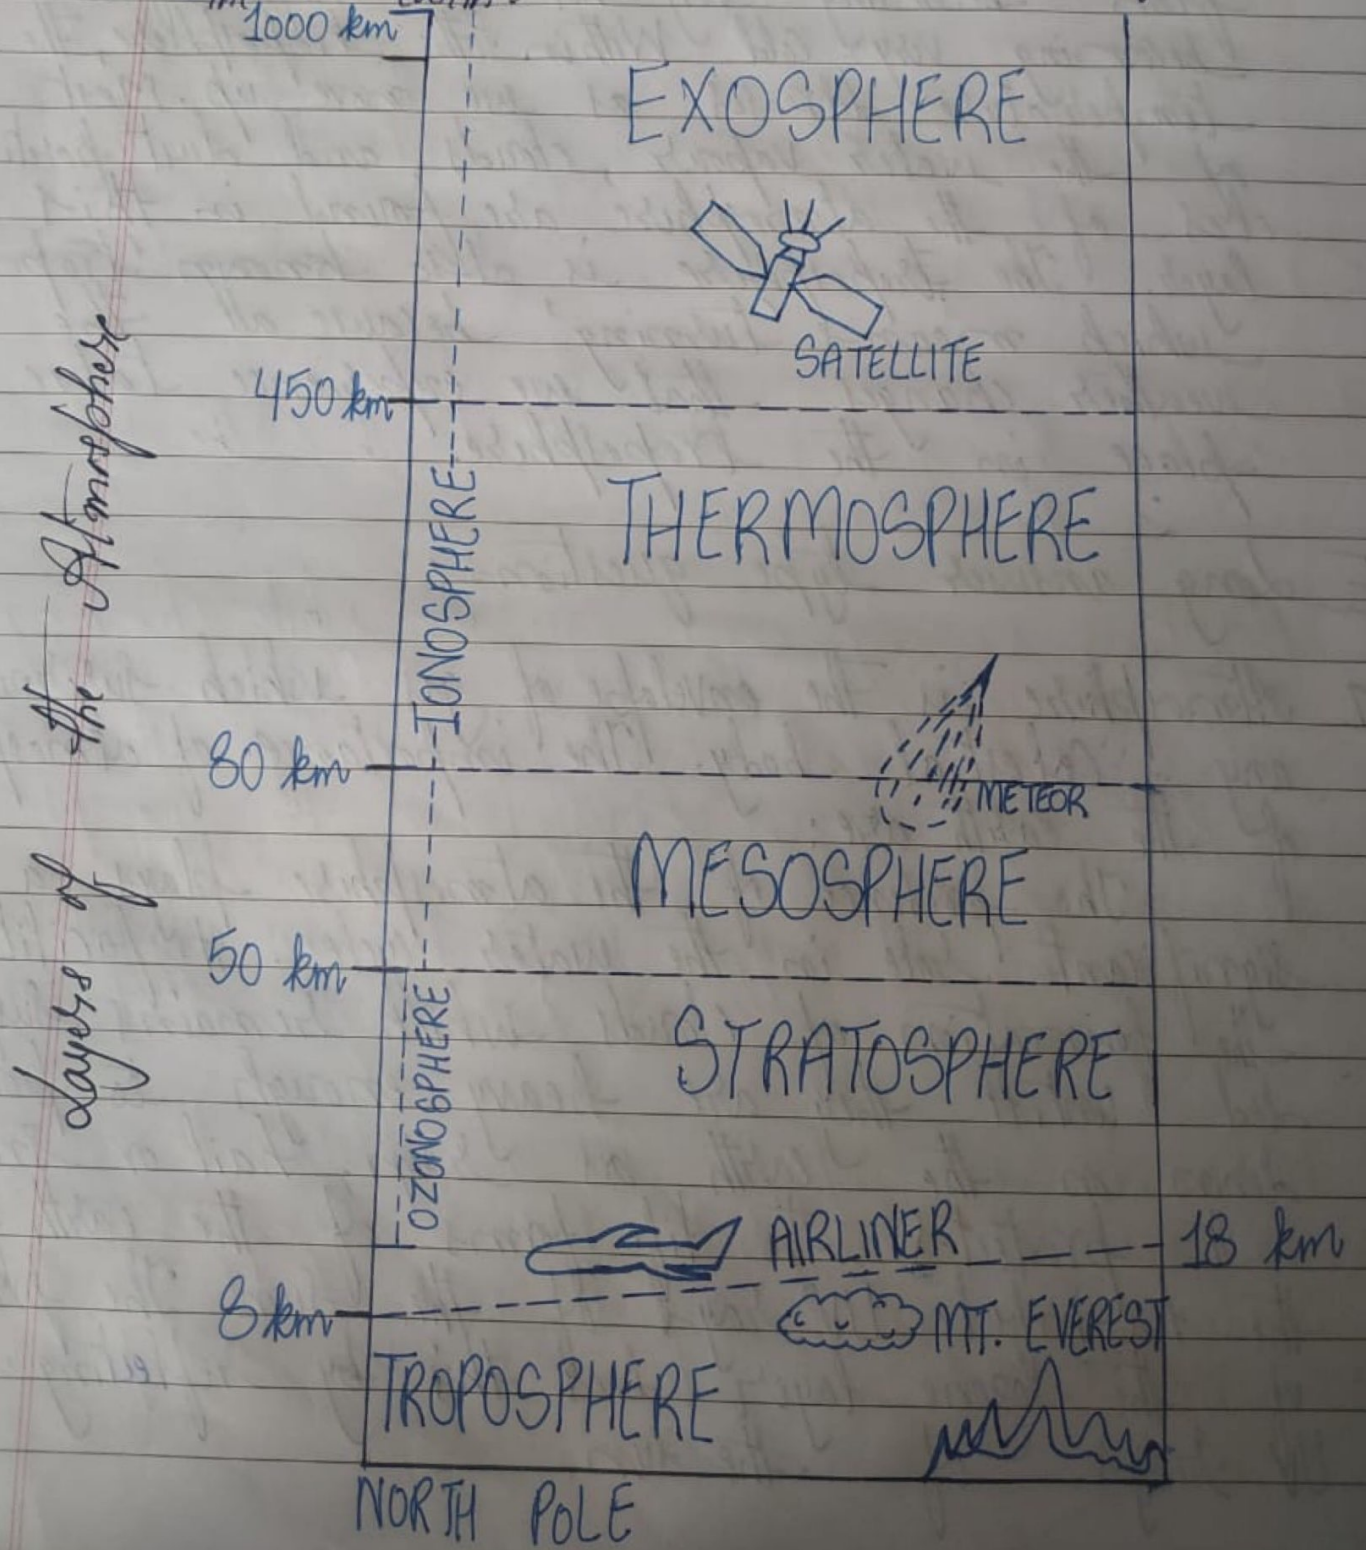 1000 km
EXOSPHERE
SATELLITE
450 km
IONOSPHERE
THERMOSPHERE
Layers of the Atmosphere
80 km
METEOR
MESOSPHERE
50 km
OZONOSPHERE
STRATOSPHERE
AIRLINER
18 km
8 km
MT. EVEREST
TROPOSPHERE
NORTH POLE